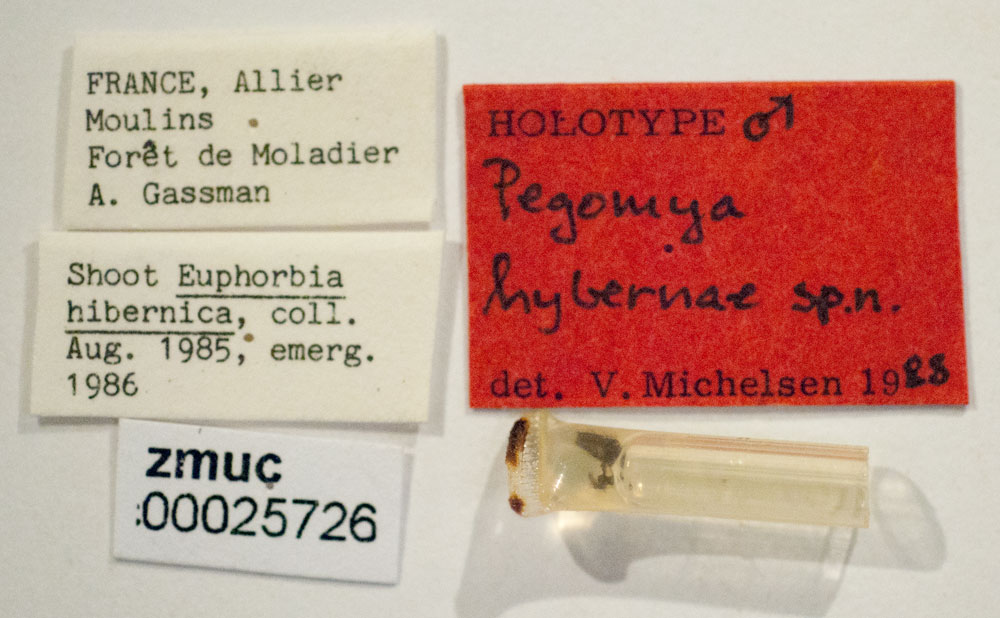 FRANCE, Allier
Moulins
Forêt de Moladier
A. Gassman
Shoot Euphorbia
hibernica, coll.
Aug. 1985, emerg.
1986
zmuc
:00025726
HOLOTYPE ♂
Pegomya
hybernae sp.n.
det. V. Michelsen 1988